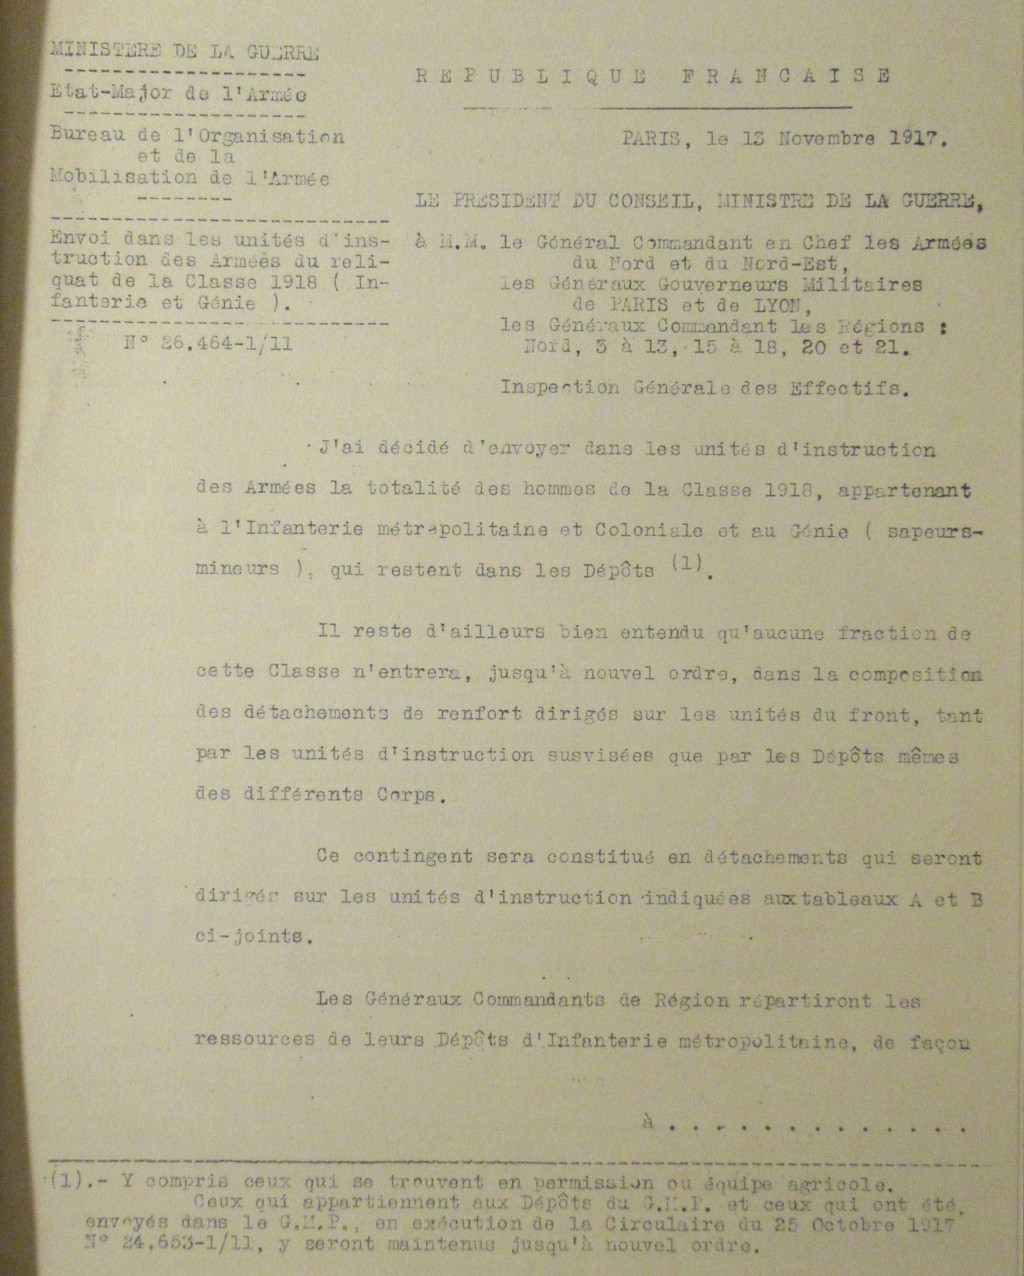 MINISTERE DE LA GUERRE
Etat-Major de l'Armée
Bureau de l'Organisation
et de la
Mobilisation de l'Armée
Envoi dans les unités d'ins-
truction des Armées du reli-
quat de la Classe 1918 ( In-
fanterie et Génie ).
N° 26.464-1/11
REPUBLIQUE FRANCAISE
PARIS, le 13 Novembre 1917.
LE PRESIDENT DU CONSEIL, MINISTRE DE LA GUERRE,
à M.M. le Général Commandant en Chef les Armées
du Nord et du Nord-Est,
les Généraux Gouverneurs Militaires
de PARIS et de LYON,
les Généraux Commandant les Régions :
Nord, 3 à 13, 15 à 18, 20 et 21.
Inspection Générale des Effectifs.
J'ai décidé d'envoyer dans les unités d'instruction
des Armées la totalité des hommes de la Classe 1918, appartenant
à l'Infanterie métropolitaine et Coloniale et au Génie ( sapeurs-
mineurs ), qui restent dans les Dépôts (1).
Il reste d'ailleurs bien entendu qu'aucune fraction de
cette Classe n'entrera, jusqu'à nouvel ordre, dans la composition
des détachements de renfort dirigés sur les unités du front, tant
par les unités d'instruction susvisées que par les Dépôts mêmes
des différents Corps.
Ce contingent sera constitué en détachements qui seront
dirigés sur les unités d'instruction indiquées aux tableaux A et B
ci-joints.
Les Généraux Commandants de Région répartiront les
ressources de leurs Dépôts d'Infanterie métropolitaine, de façon
à . . . . . . . . . . . . .
(1).- Y compris ceux qui se trouvent en permission ou équipe agricole.
Ceux qui appartiennent aux Dépôts du G.M.P. et ceux qui ont été
envoyés dans le G.M.P., en exécution de la Circulaire du 25 Octobre 1917
N° 24.653-1/11, y seront maintenus jusqu'à nouvel ordre.